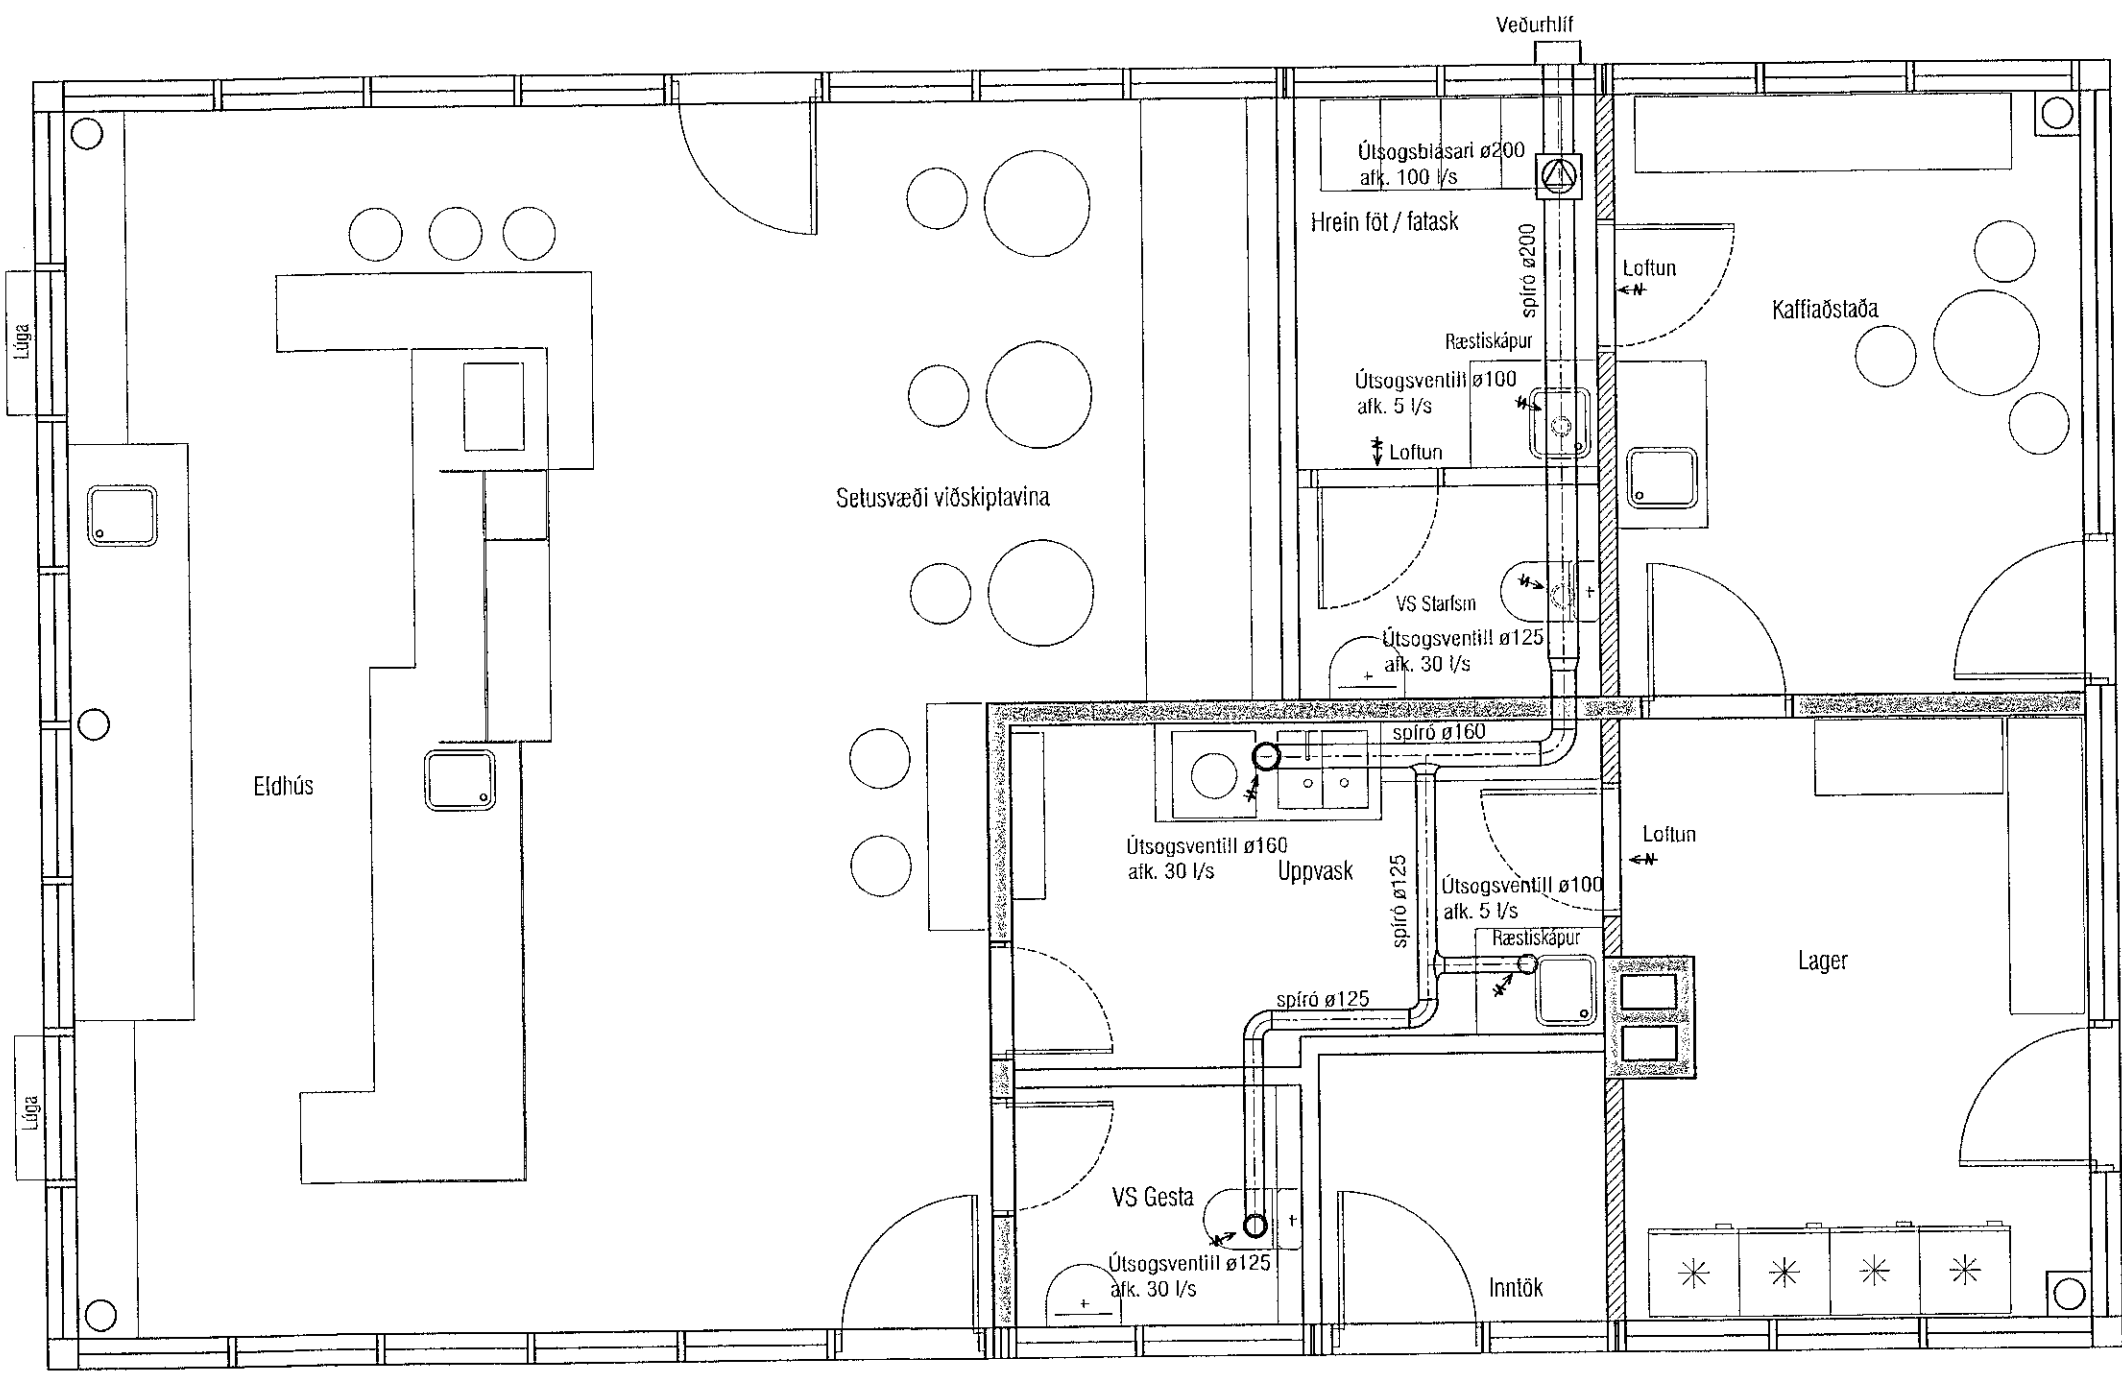 Veðurhlíf
Útsogsblásari ø200
afk. 100 l/s
Hrein föt / fatask
spíró ø200
Loftun
Kaffiaðstaða
Lúga
Ræstiskápur
Útsogsventill ø100
afk. 5 l/s
Loftun
Setusvæði viðskiptavina
VS Starfsm
Útsogsventill ø125
afk. 30 l/s
spíró ø160
Eldhús
Útsogsventill ø160
afk. 30 l/s
Uppvask
Loftun
spíró ø125
Útsogsventill ø100
afk. 5 l/s
Ræstiskápur
Lager
spíró ø125
Lúga
VS Gesta
Útsogsventill ø125
afk. 30 l/s
Inntök